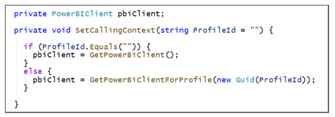 private PowerBIClient pbiClient;
private void SetCallingContext(string ProfileId = "") {
if (ProfileId.Equals("")) {
pbiClient = GetPowerBiClient();
}
else {
pbiClient = GetPowerBiClientForProfile(new Guid(ProfileId));
}
}